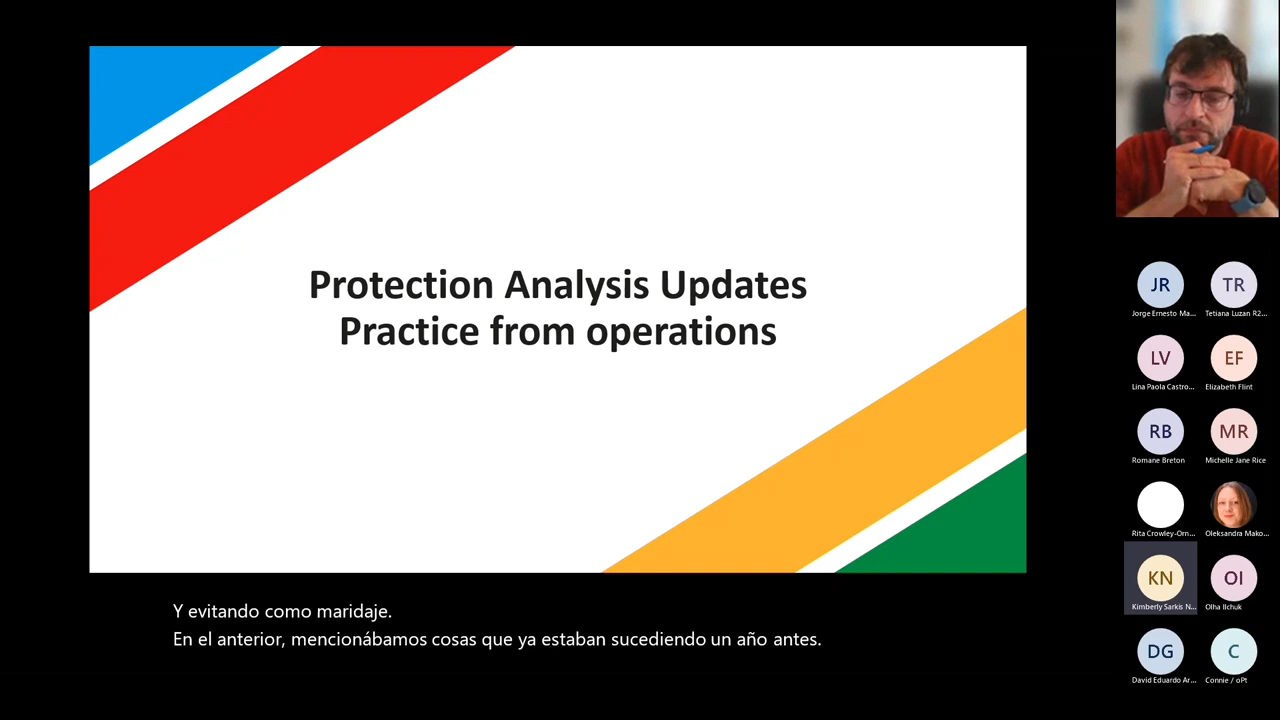 Protection Analysis Updates
Practice from operations
JR
TR
Jorge Ernesto Ma...
Tetiana Luzan R2...
LV
EF
Lina Paola Castro...
Elizabeth Flint
RB
MR
Romane Breton
Michelle Jane Rice
Rita Crowley-Orn...
Oleksandra Mako...
KN
OI
Kimberly Sarkis N...
Olha Ilchuk
DG
C
David Eduardo Ar...
Connie / oPt
Y evitando como maridaje.
En el anterior, mencionábamos cosas que ya estaban sucediendo un año antes.